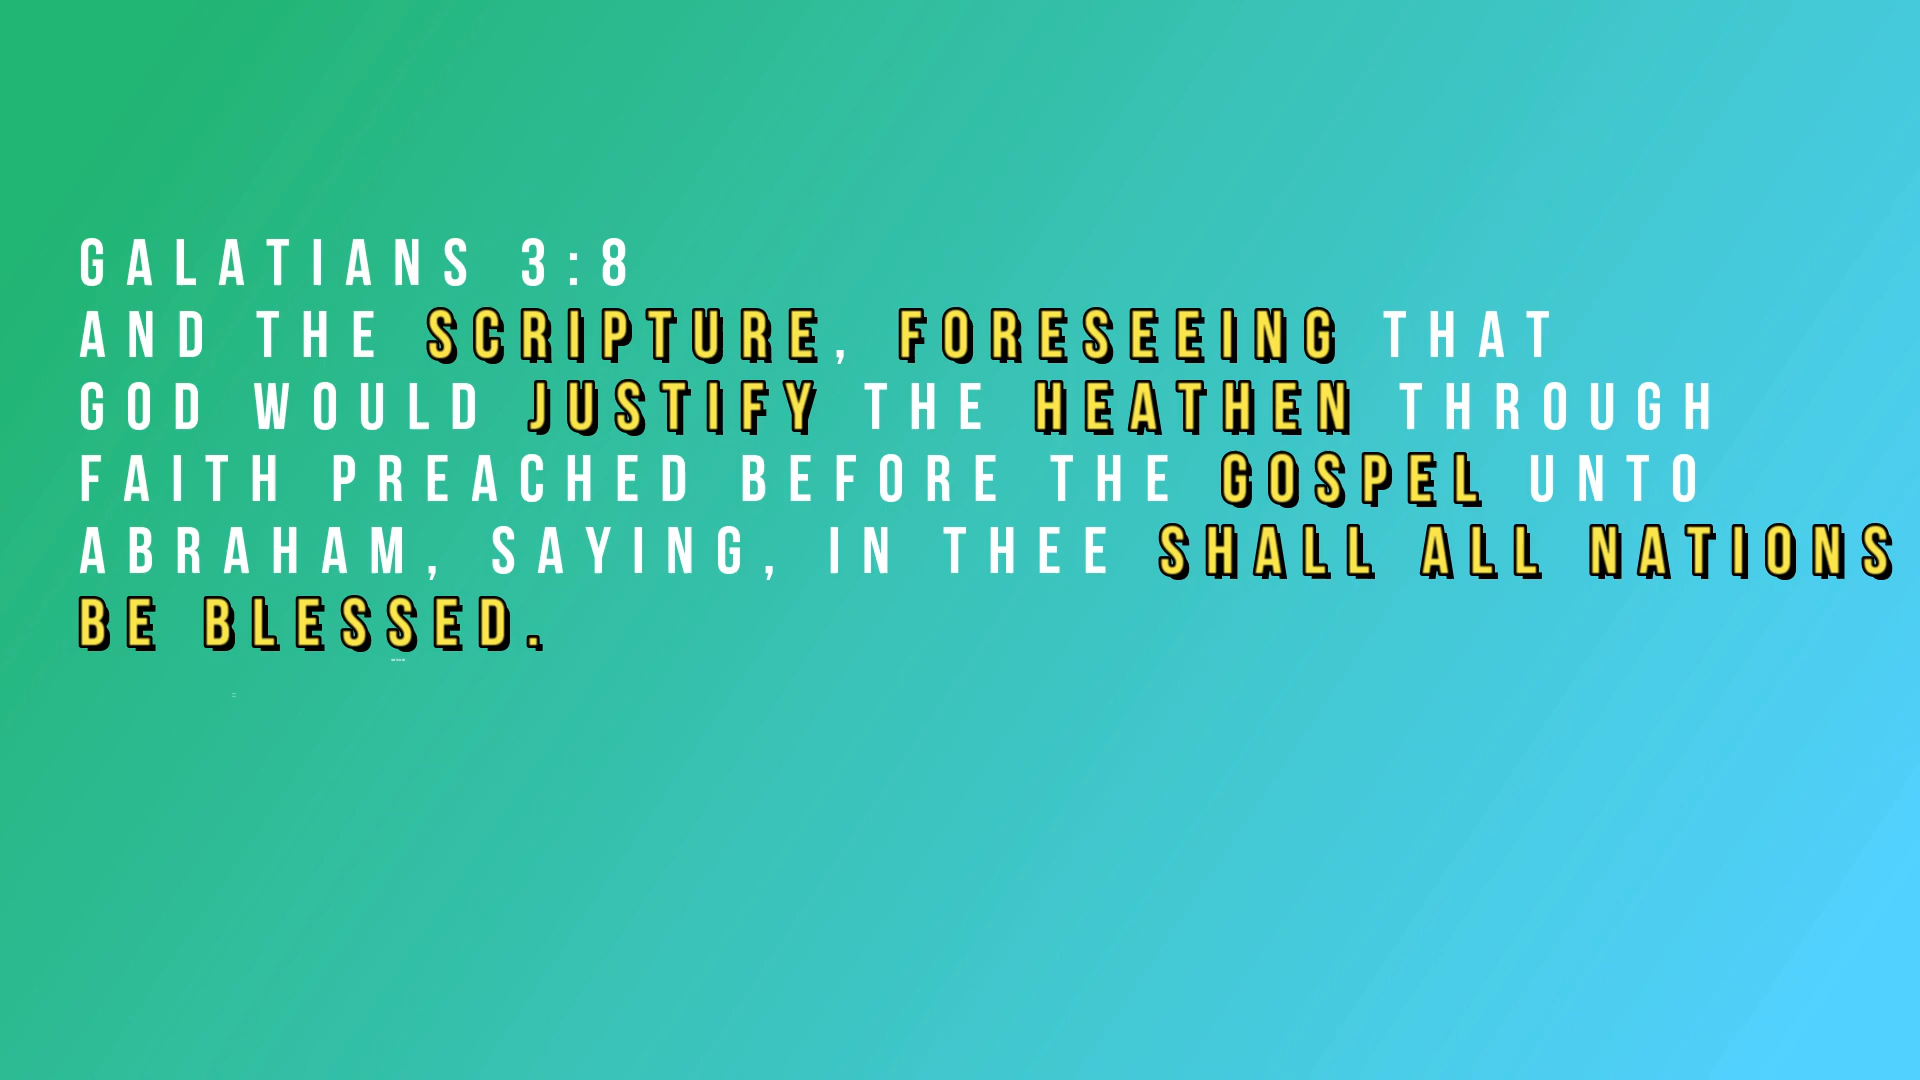 GALATIANS 3:8
AND THE SCRIPTURE, FORESEEING THAT
GOD WOULD JUSTIFY THE HEATHEN THROUGH
FAITH PREACHED BEFORE THE GOSPEL UNTO
ABRAHAM, SAYING, IN THEE SHALL ALL NATIONS
BE BLESSED.